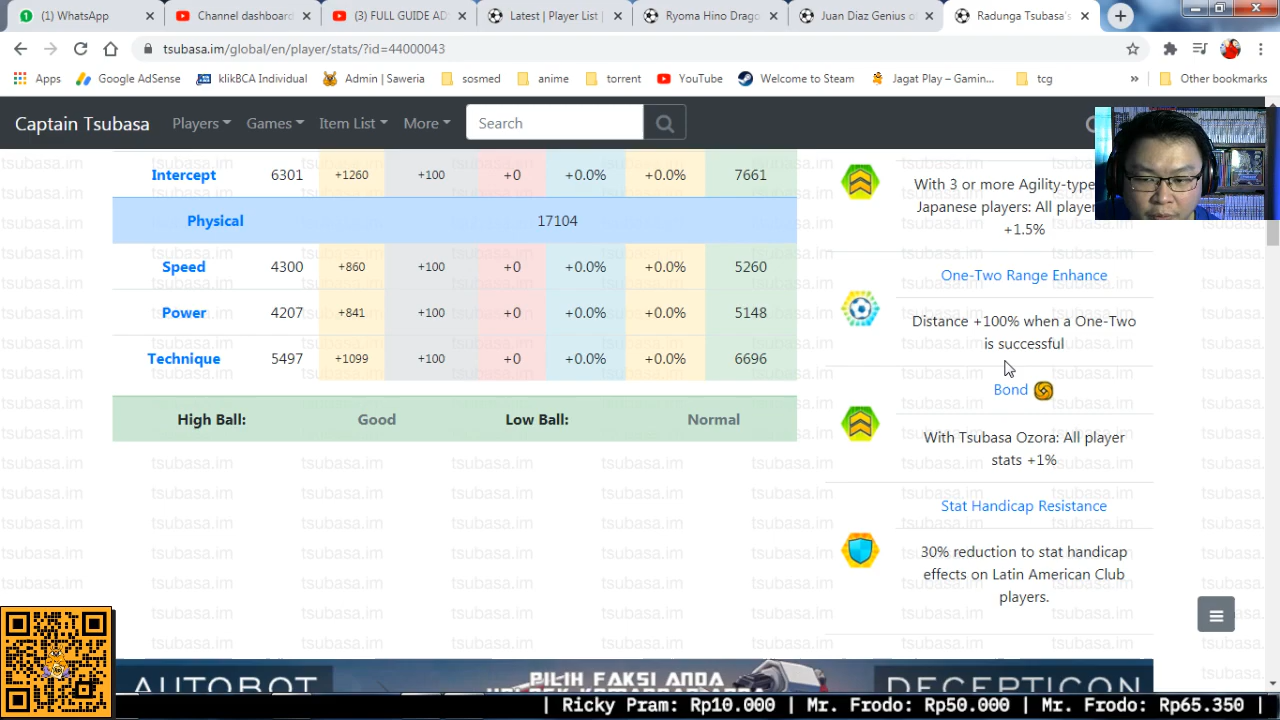 (1) WhatsApp
Channel dashboard
(3) FULL GUIDE AD
Latest | Player List |
Ryoma Hino Drago
Juan Diaz Genius o
Radunga Tsubasa's
tsubasa.im/global/en/player/stats/?id=44000043
Apps
Google AdSense
klikBCA Individual
Admin | Saweria
sosmed
anime
torrent
YouTube
Welcome to Steam
Jagat Play – Gamin...
tcg
»
Other bookmarks
Captain Tsubasa
Players
Games
Item List
More
Search
Intercept 6301 +1260 +100 +0 +0.0% +0.0% 7661
Physical 17104
Speed 4300 +860 +100 +0 +0.0% +0.0% 5260
Power 4207 +841 +100 +0 +0.0% +0.0% 5148
Technique 5497 +1099 +100 +0 +0.0% +0.0% 6696
High Ball: Good Low Ball: Normal
With 3 or more Agility-type
Japanese players: All player
+1.5%
One-Two Range Enhance
Distance +100% when a One-Two
is successful
Bond
With Tsubasa Ozora: All player
stats +1%
Stat Handicap Resistance
30% reduction to stat handicap
effects on Latin American Club
players.
tsubasa.im
AUTOBOT
PILIH FAKSI ANDA
DECEPTICON
| Ricky Pram: Rp10.000 | Mr. Frodo: Rp50.000 | Mr. Frodo: Rp65.350